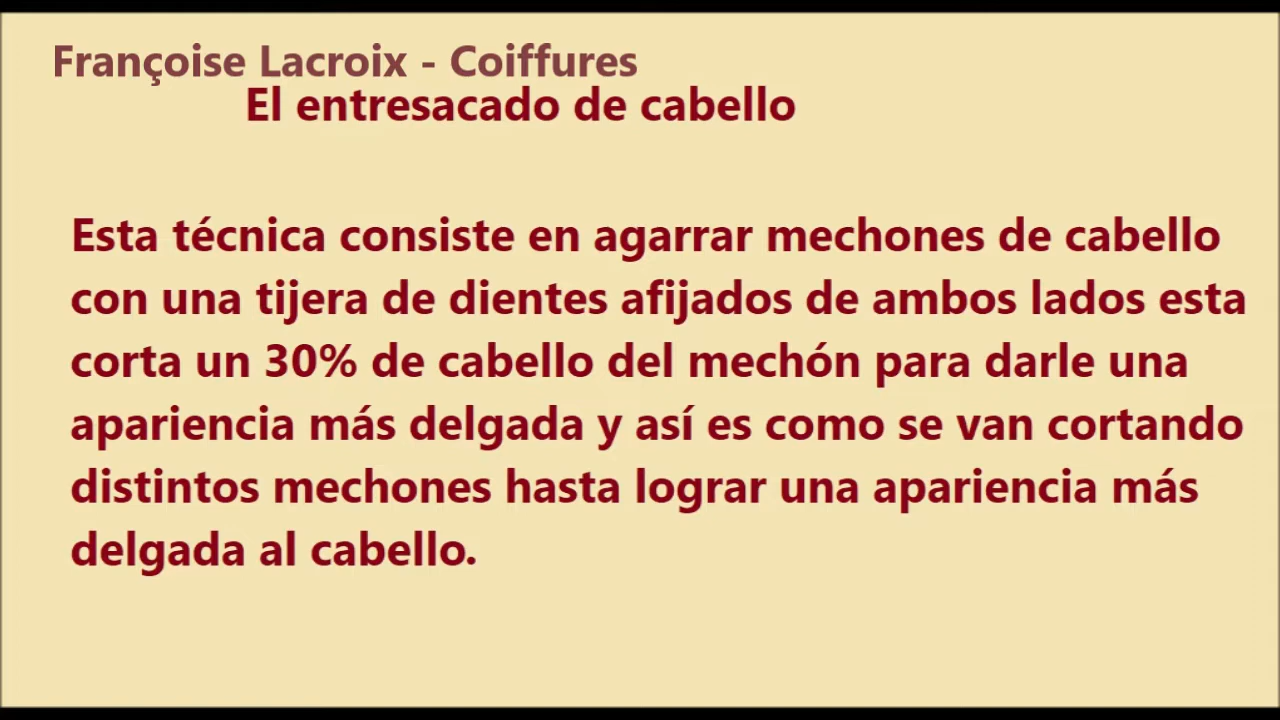 Françoise Lacroix - Coiffures
El entresacado de cabello
Esta técnica consiste en agarrar mechones de cabello
con una tijera de dientes afijados de ambos lados esta
corta un 30% de cabello del mechón para darle una
apariencia más delgada y así es como se van cortando
distintos mechones hasta lograr una apariencia más
delgada al cabello.